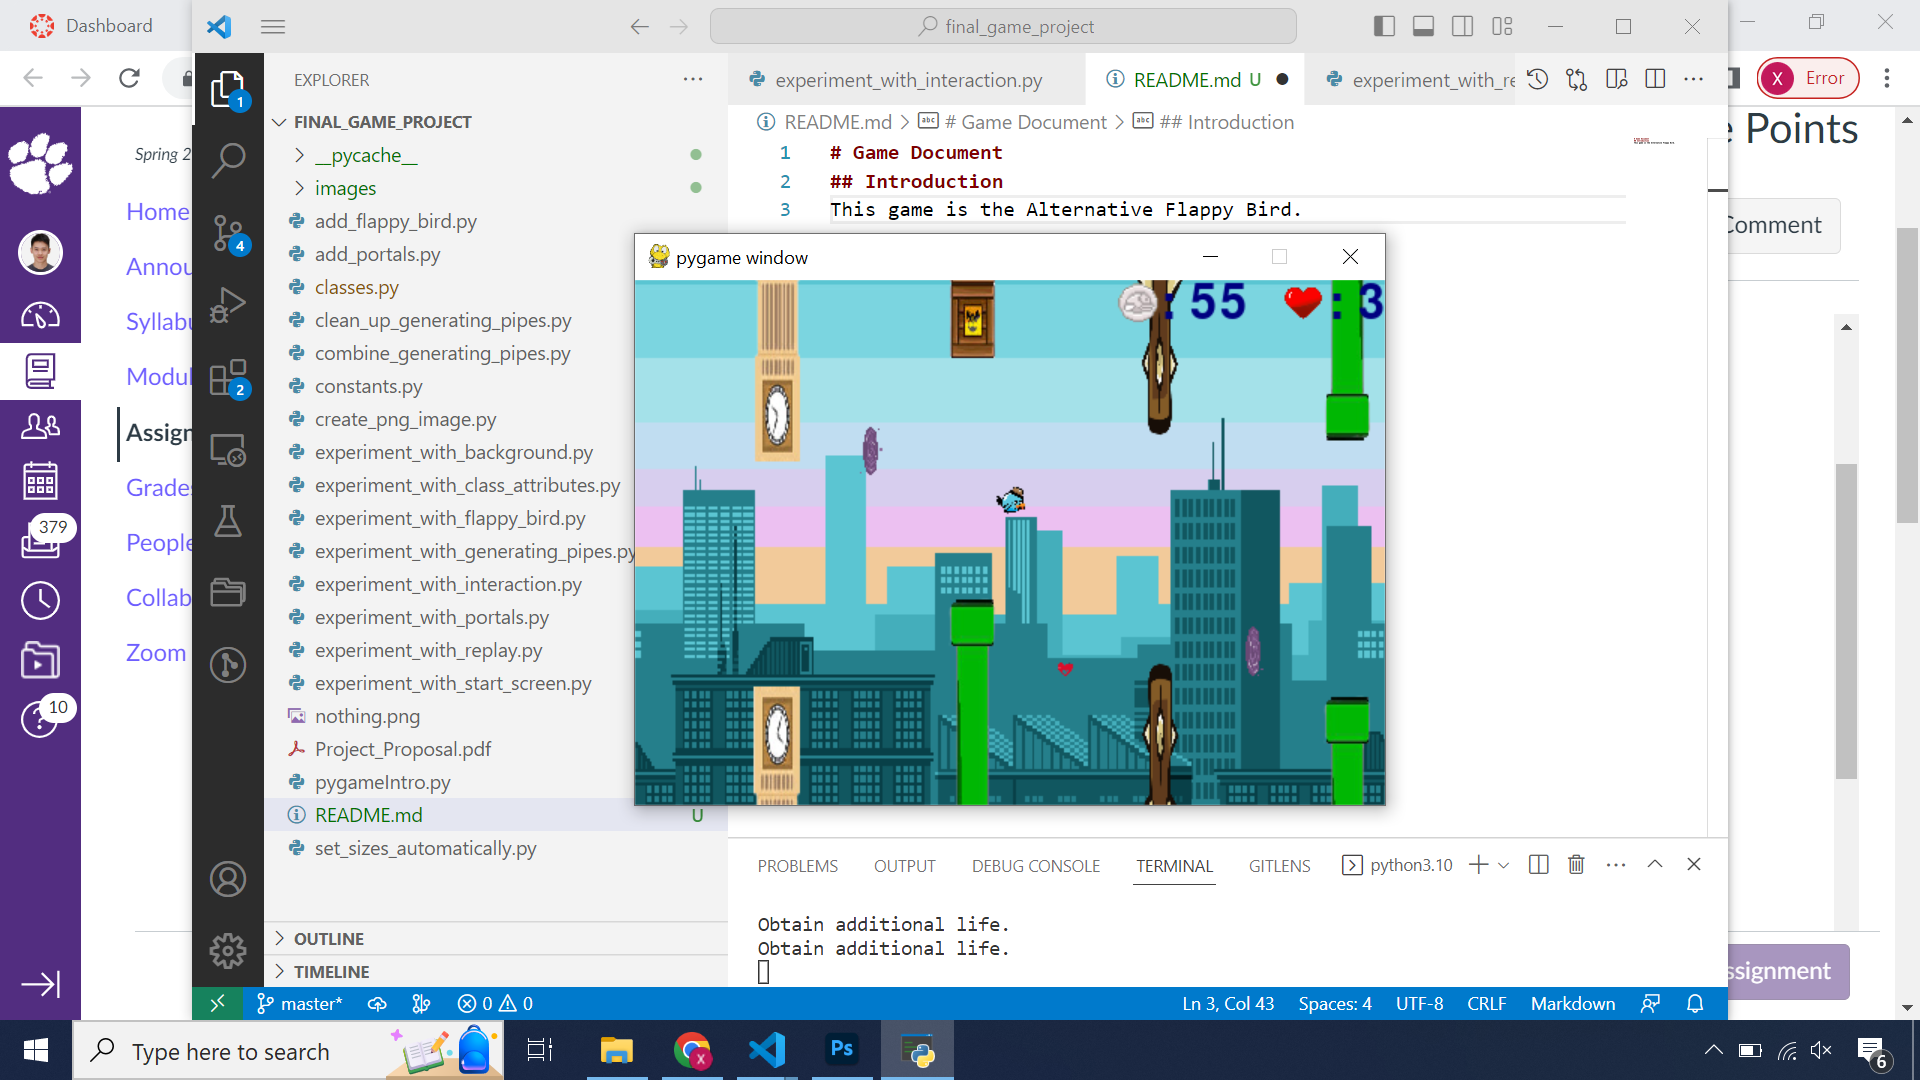 Dashboard
final_game_project
Error
EXPLORER
experiment_with_interaction.py
README.md U
experiment_with_re
README.md > # Game Document > ## Introduction
FINAL_GAME_PROJECT
__pycache__
images
add_flappy_bird.py
add_portals.py
classes.py
clean_up_generating_pipes.py
combine_generating_pipes.py
constants.py
create_png_image.py
experiment_with_background.py
experiment_with_class_attributes.py
experiment_with_flappy_bird.py
experiment_with_generating_pipes.py
experiment_with_interaction.py
experiment_with_portals.py
experiment_with_replay.py
experiment_with_start_screen.py
nothing.png
Project_Proposal.pdf
pygameIntro.py
README.md U
set_sizes_automatically.py
OUTLINE
TIMELINE
1 # Game Document
2 ## Introduction
3 This game is the Alternative Flappy Bird.
pygame window
: 55 : 3
PROBLEMS OUTPUT DEBUG CONSOLE TERMINAL GITLENS python3.10
Obtain additional life.
Obtain additional life.
master* 0 0 Ln 3, Col 43 Spaces: 4 UTF-8 CRLF Markdown
Spring 2
Home
Annou
Syllabu
Modul
Assign
Grades
People
Collab
Zoom
379
10
1
4
2
e Points
Comment
ssignment
X
Type here to search
Ps
X
6